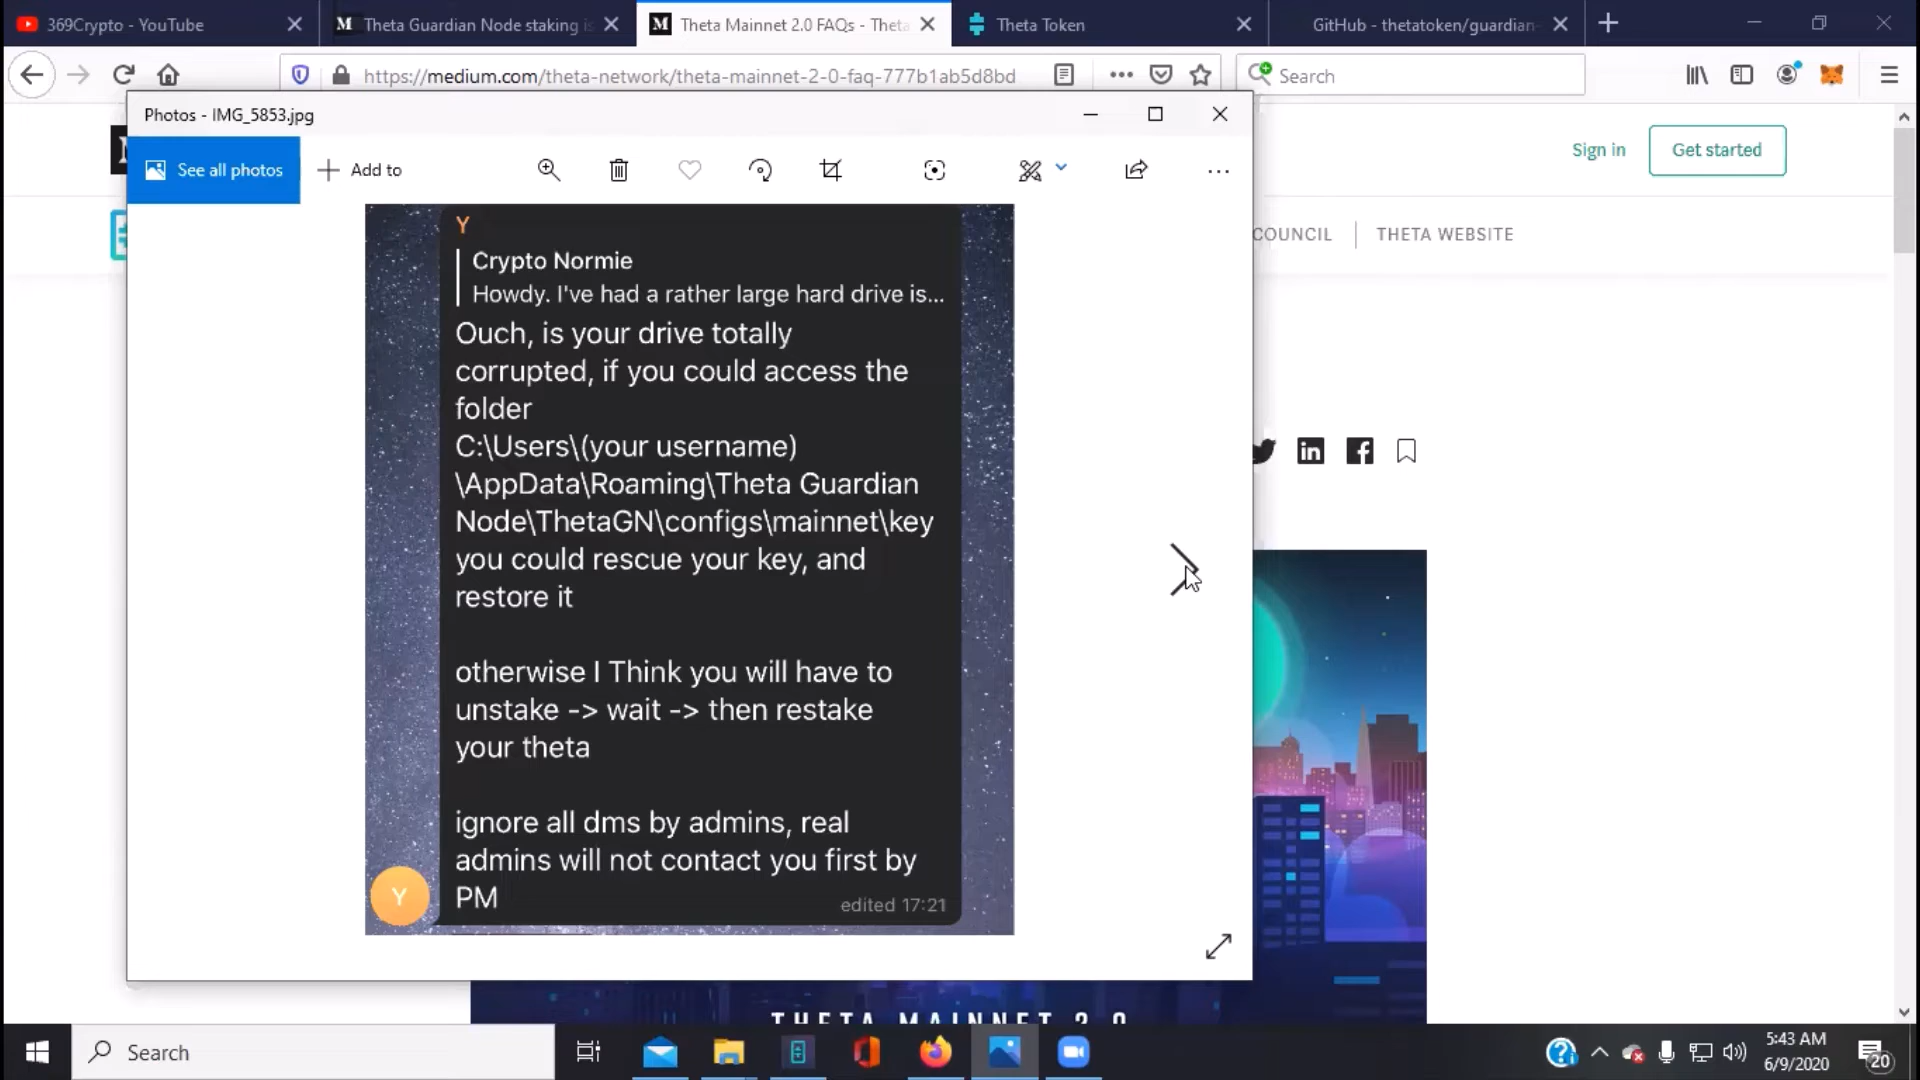 369Crypto - YouTube
Theta Guardian Node staking is
Theta Mainnet 2.0 FAQs - Theta
Theta Token
GitHub - thetatoken/guardian-
https://medium.com/theta-network/theta-mainnet-2-0-faq-777b1ab5d8bd
Search
Photos - IMG_5853.jpg
See all photos
Add to
Sign in
Get started
COUNCIL
THETA WEBSITE
Y
Crypto Normie
Howdy. I've had a rather large hard drive is...
Ouch, is your drive totally
corrupted, if you could access the
folder
C:\Users\(your username)
\AppData\Roaming\Theta Guardian
Node\ThetaGN\configs\mainnet\key
you could rescue your key, and
restore it
otherwise I Think you will have to
unstake -> wait -> then restake
your theta
ignore all dms by admins, real
admins will not contact you first by
PM
edited 17:21
Y
THETA MAINNET 2.0
Search
5:43 AM
6/9/2020
20